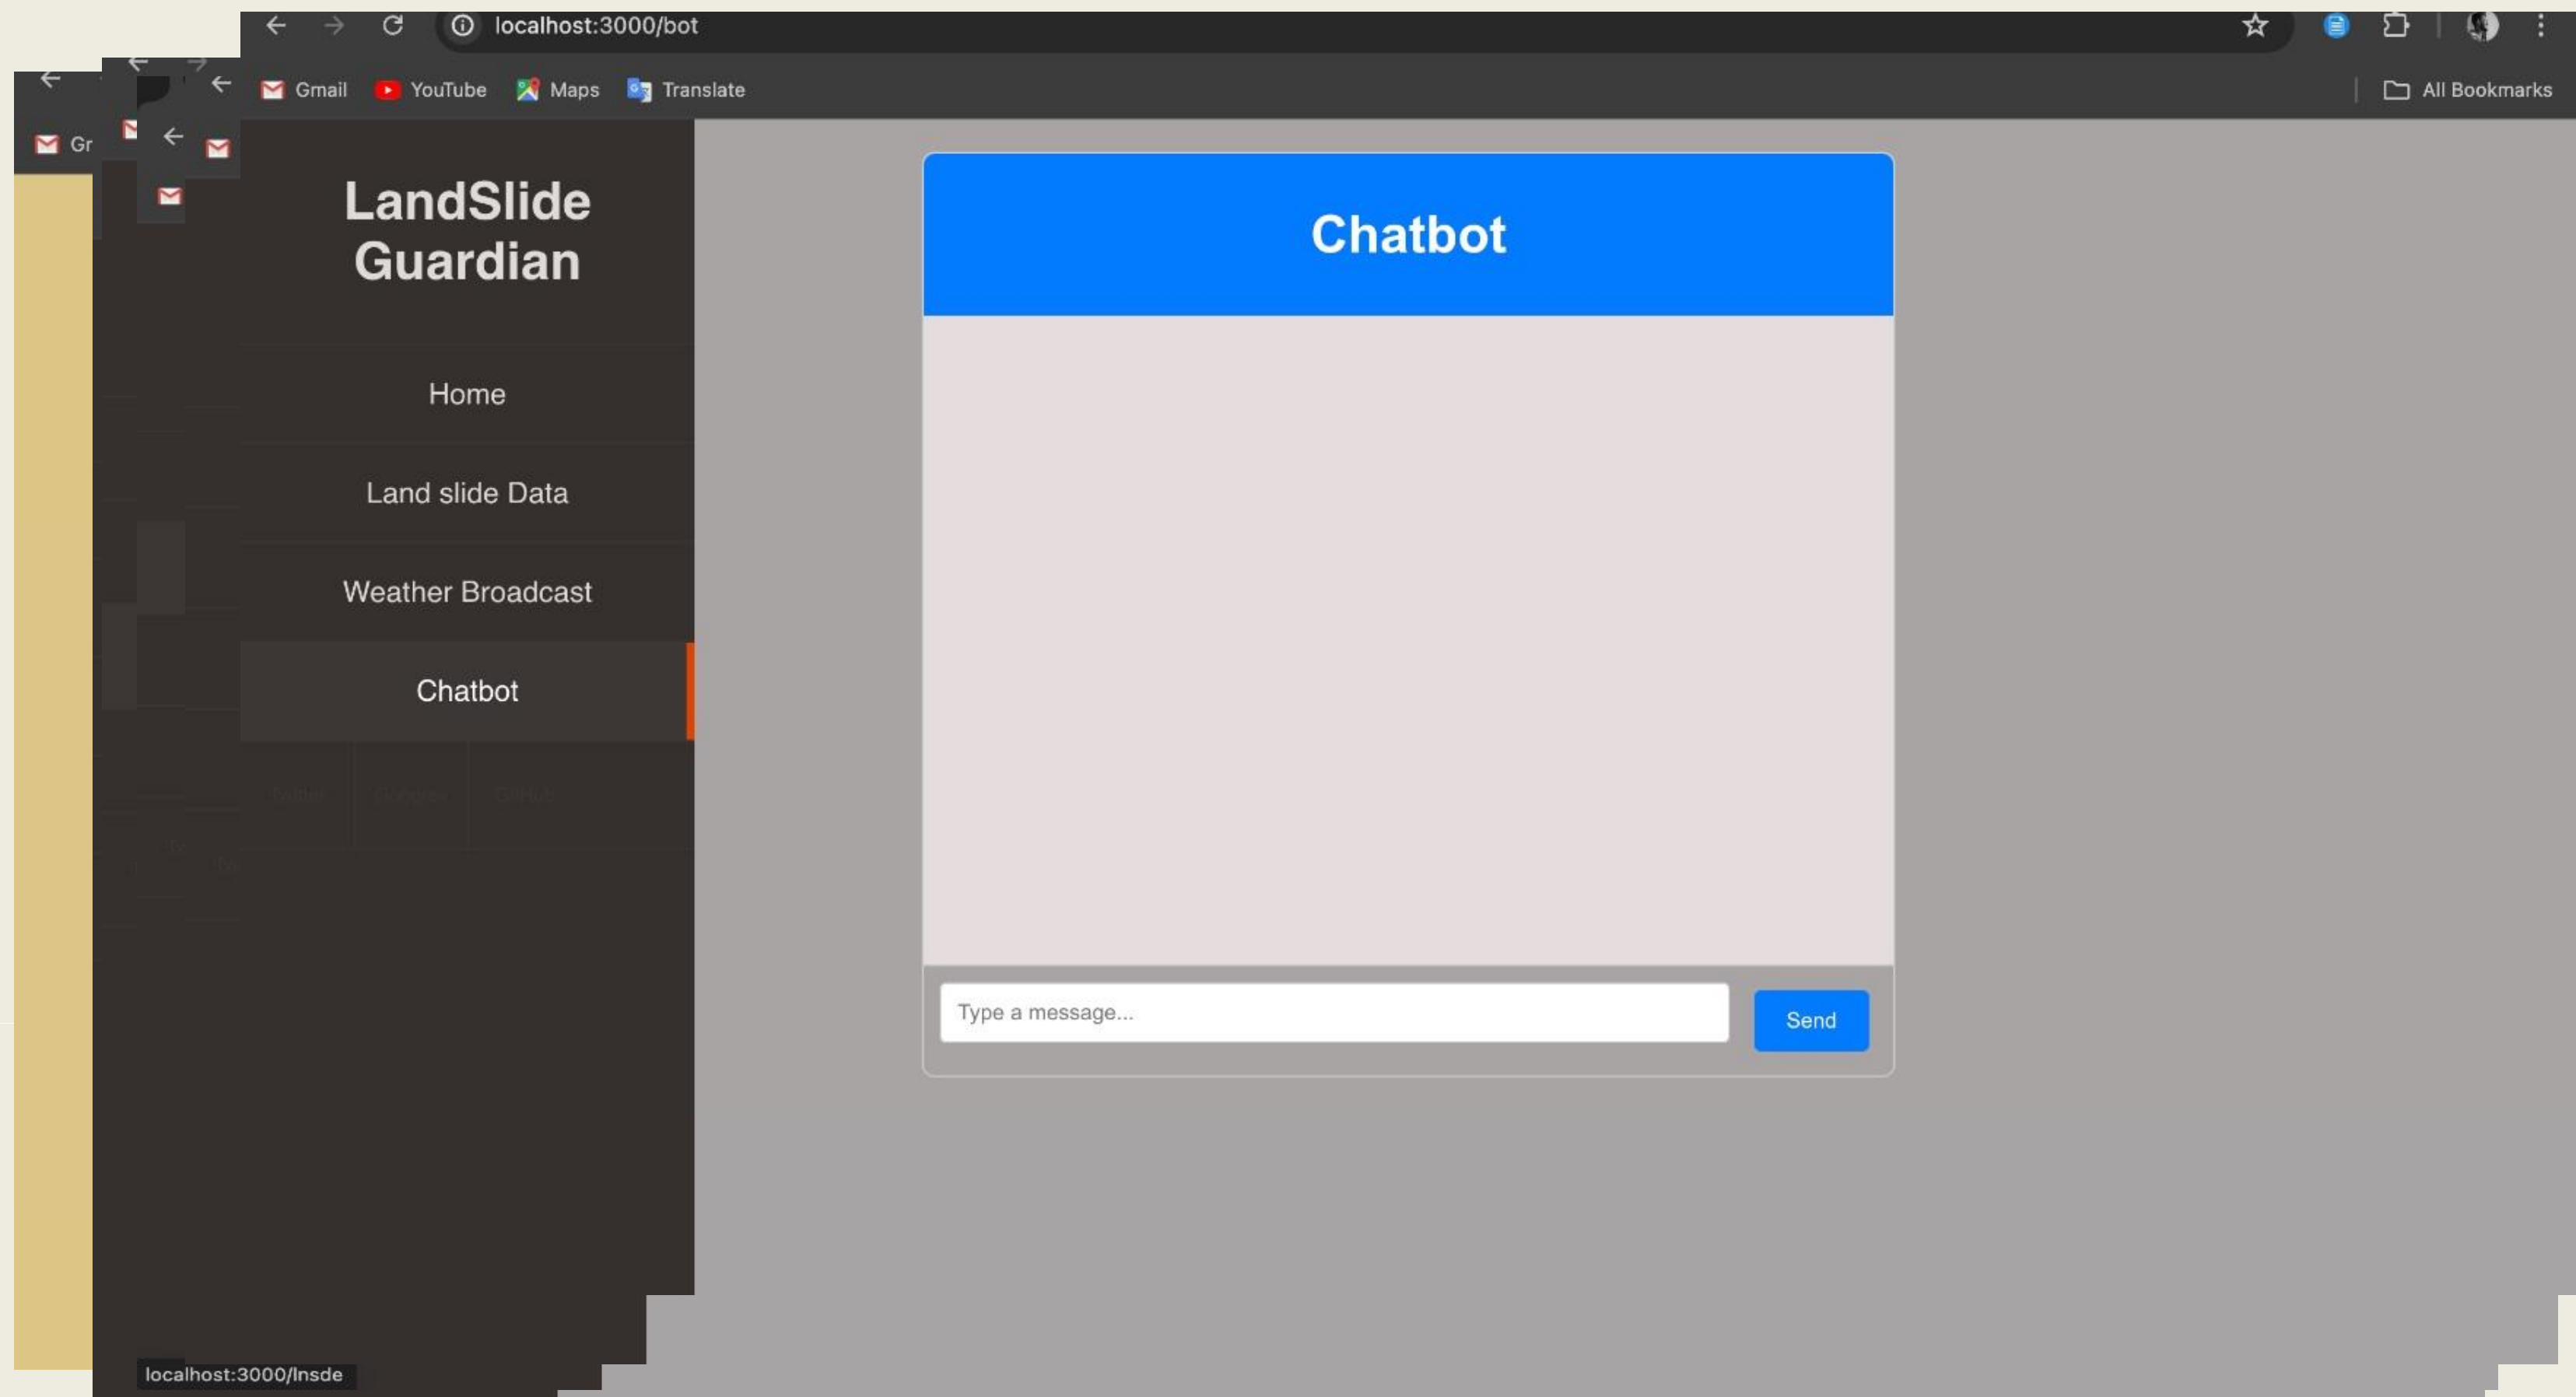 localhost:3000/bot
Gmail YouTube Maps Translate All Bookmarks
Gr
LandSlide
Guardian
Home
Land slide Data
Weather Broadcast
Chatbot
Chatbot
Type a message...
Send
localhost:3000/lnsde